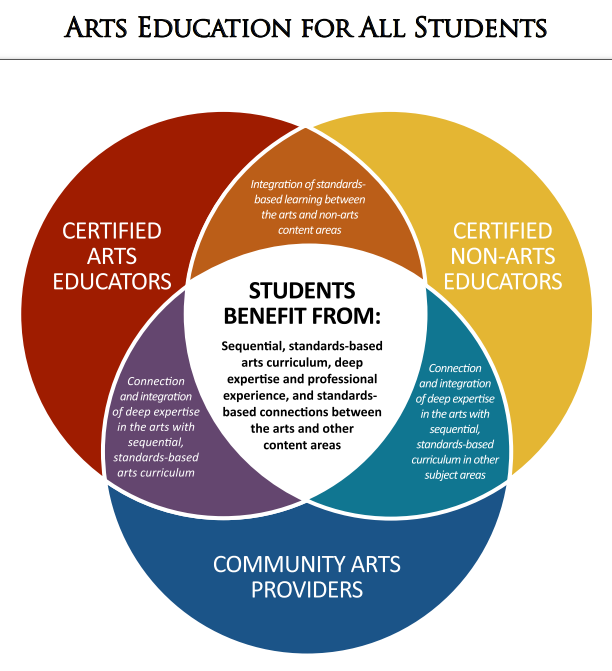 ARTS EDUCATION FOR ALL STUDENTS
Integration of standards-
based learning between
the arts and non-arts
content areas
CERTIFIED
ARTS
EDUCATORS
CERTIFIED
NON-ARTS
EDUCATORS
STUDENTS
BENEFIT FROM:
Sequential, standards-based
arts curriculum, deep
expertise and professional
experience, and standards-
based connections between
the arts and other
content areas
Connection
and integration
of deep expertise
in the arts with
sequential,
standards-based
arts curriculum
Connection
and integration
of deep expertise
in the arts with
sequential,
standards-based
curriculum in other
subject areas
COMMUNITY ARTS
PROVIDERS